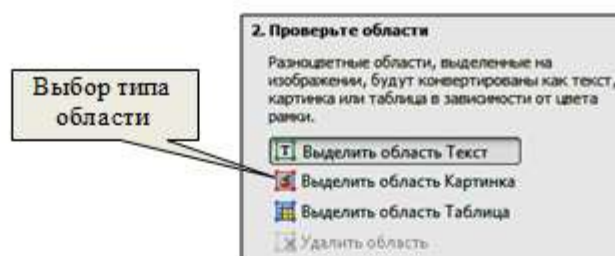 Выбор типа
области
2. Проверьте области
Разноцветные области, выделенные на
изображении, будут конвертированы как текст,
картинка или таблица в зависимости от цвета
рамки.
T Выделить область Текст
Выделить область Картинка
Выделить область Таблица
Удалить область